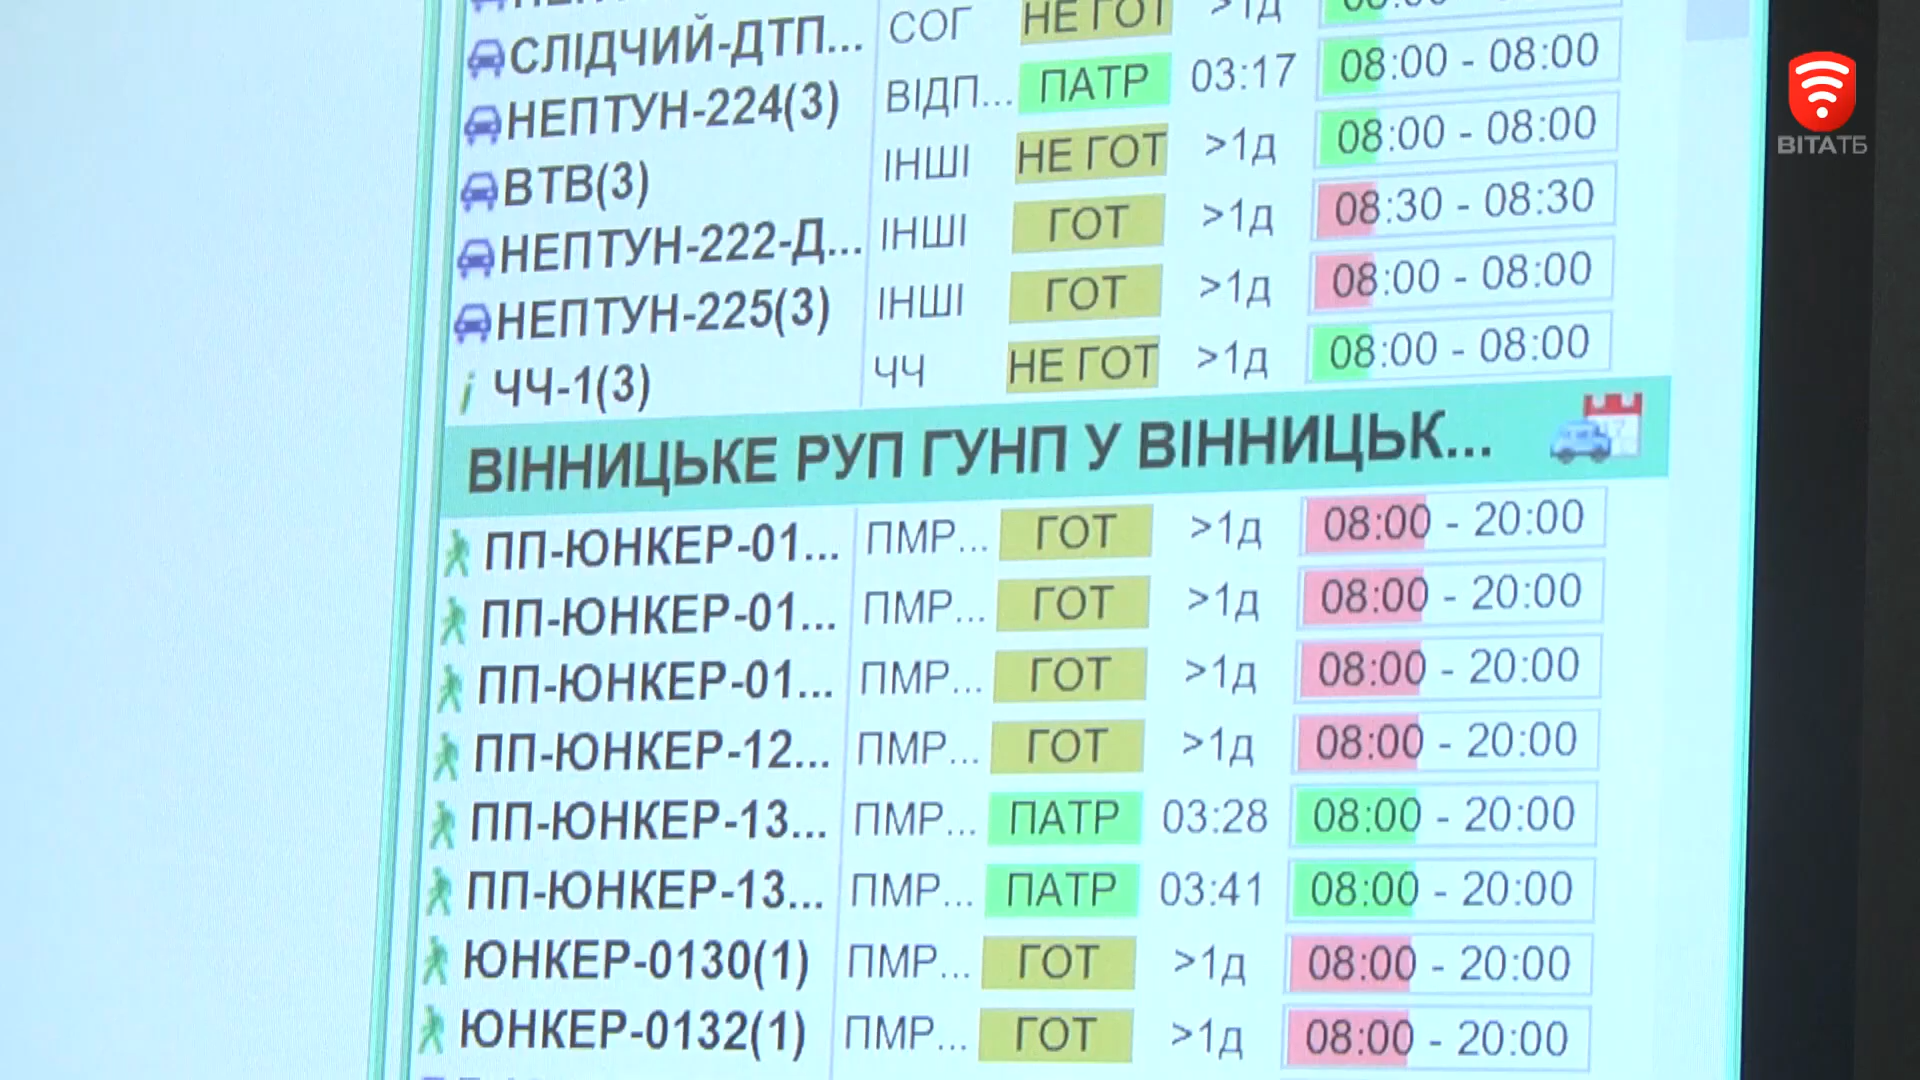 СЛІДЧИЙ-ДТП... СОГ НЕ ГОТ >1д
НЕПТУН-224(3) ВІДП... ПАТР 03:17 08:00 - 08:00
ВТВ(3) ІНШІ НЕ ГОТ >1д 08:00 - 08:00
НЕПТУН-222-Д... ІНШІ ГОТ >1д 08:30 - 08:30
НЕПТУН-225(3) ІНШІ ГОТ >1д 08:00 - 08:00
ЧЧ-1(3) ЧЧ НЕ ГОТ >1д 08:00 - 08:00
ВІННИЦЬКЕ РУП ГУНП У ВІННИЦЬК...
ПП-ЮНКЕР-01... ПМР... ГОТ >1д 08:00 - 20:00
ПП-ЮНКЕР-01... ПМР... ГОТ >1д 08:00 - 20:00
ПП-ЮНКЕР-01... ПМР... ГОТ >1д 08:00 - 20:00
ПП-ЮНКЕР-12... ПМР... ГОТ >1д 08:00 - 20:00
ПП-ЮНКЕР-13... ПМР... ПАТР 03:28 08:00 - 20:00
ПП-ЮНКЕР-13... ПМР... ПАТР 03:41 08:00 - 20:00
ЮНКЕР-0130(1) ПМР... ГОТ >1д 08:00 - 20:00
ЮНКЕР-0132(1) ПМР... ГОТ >1д 08:00 - 20:00
ВІТАТБ